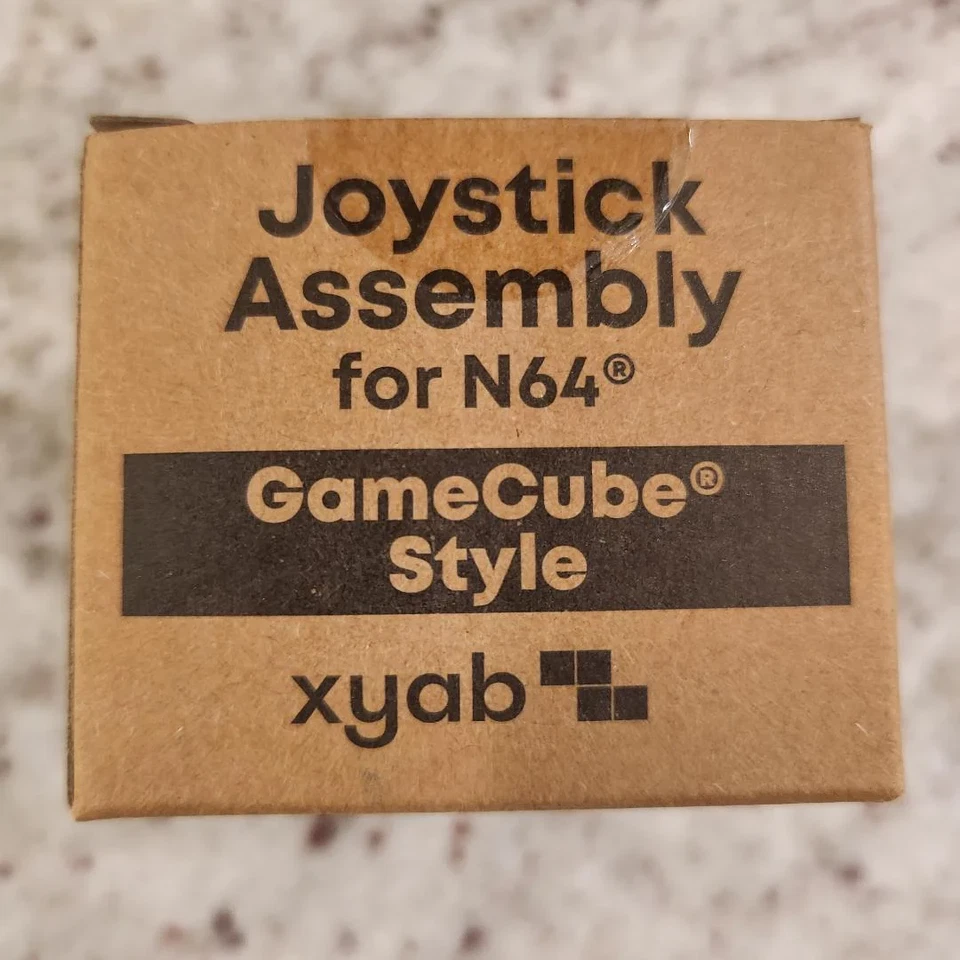 Joystick
Assembly
for N64®
GameCube®
Style
xyab